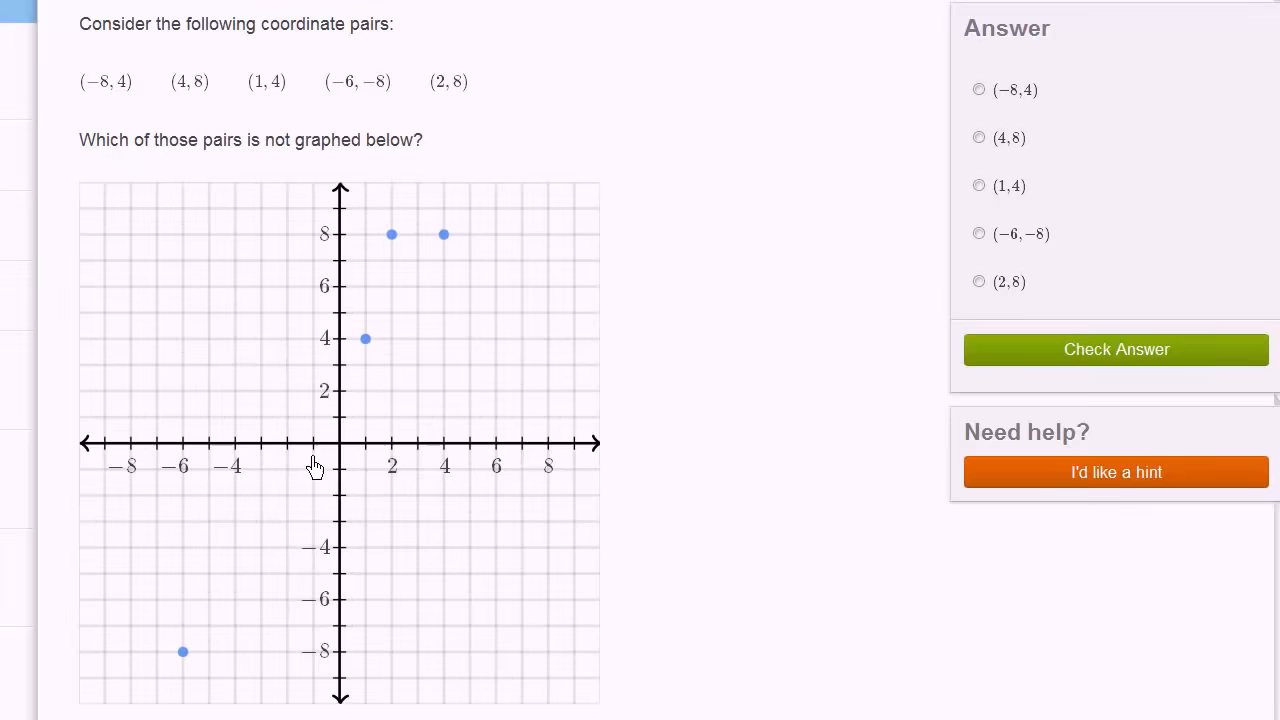 Consider the following coordinate pairs:
(−8, 4) (4, 8) (1, 4) (−6, −8) (2, 8)
Which of those pairs is not graphed below?
8
6
4
2
−8 −6 −4 2 4 6 8
−4
−6
−8
Answer
(−8,4)
(4,8)
(1,4)
(−6,−8)
(2,8)
Check Answer
Need help?
I'd like a hint